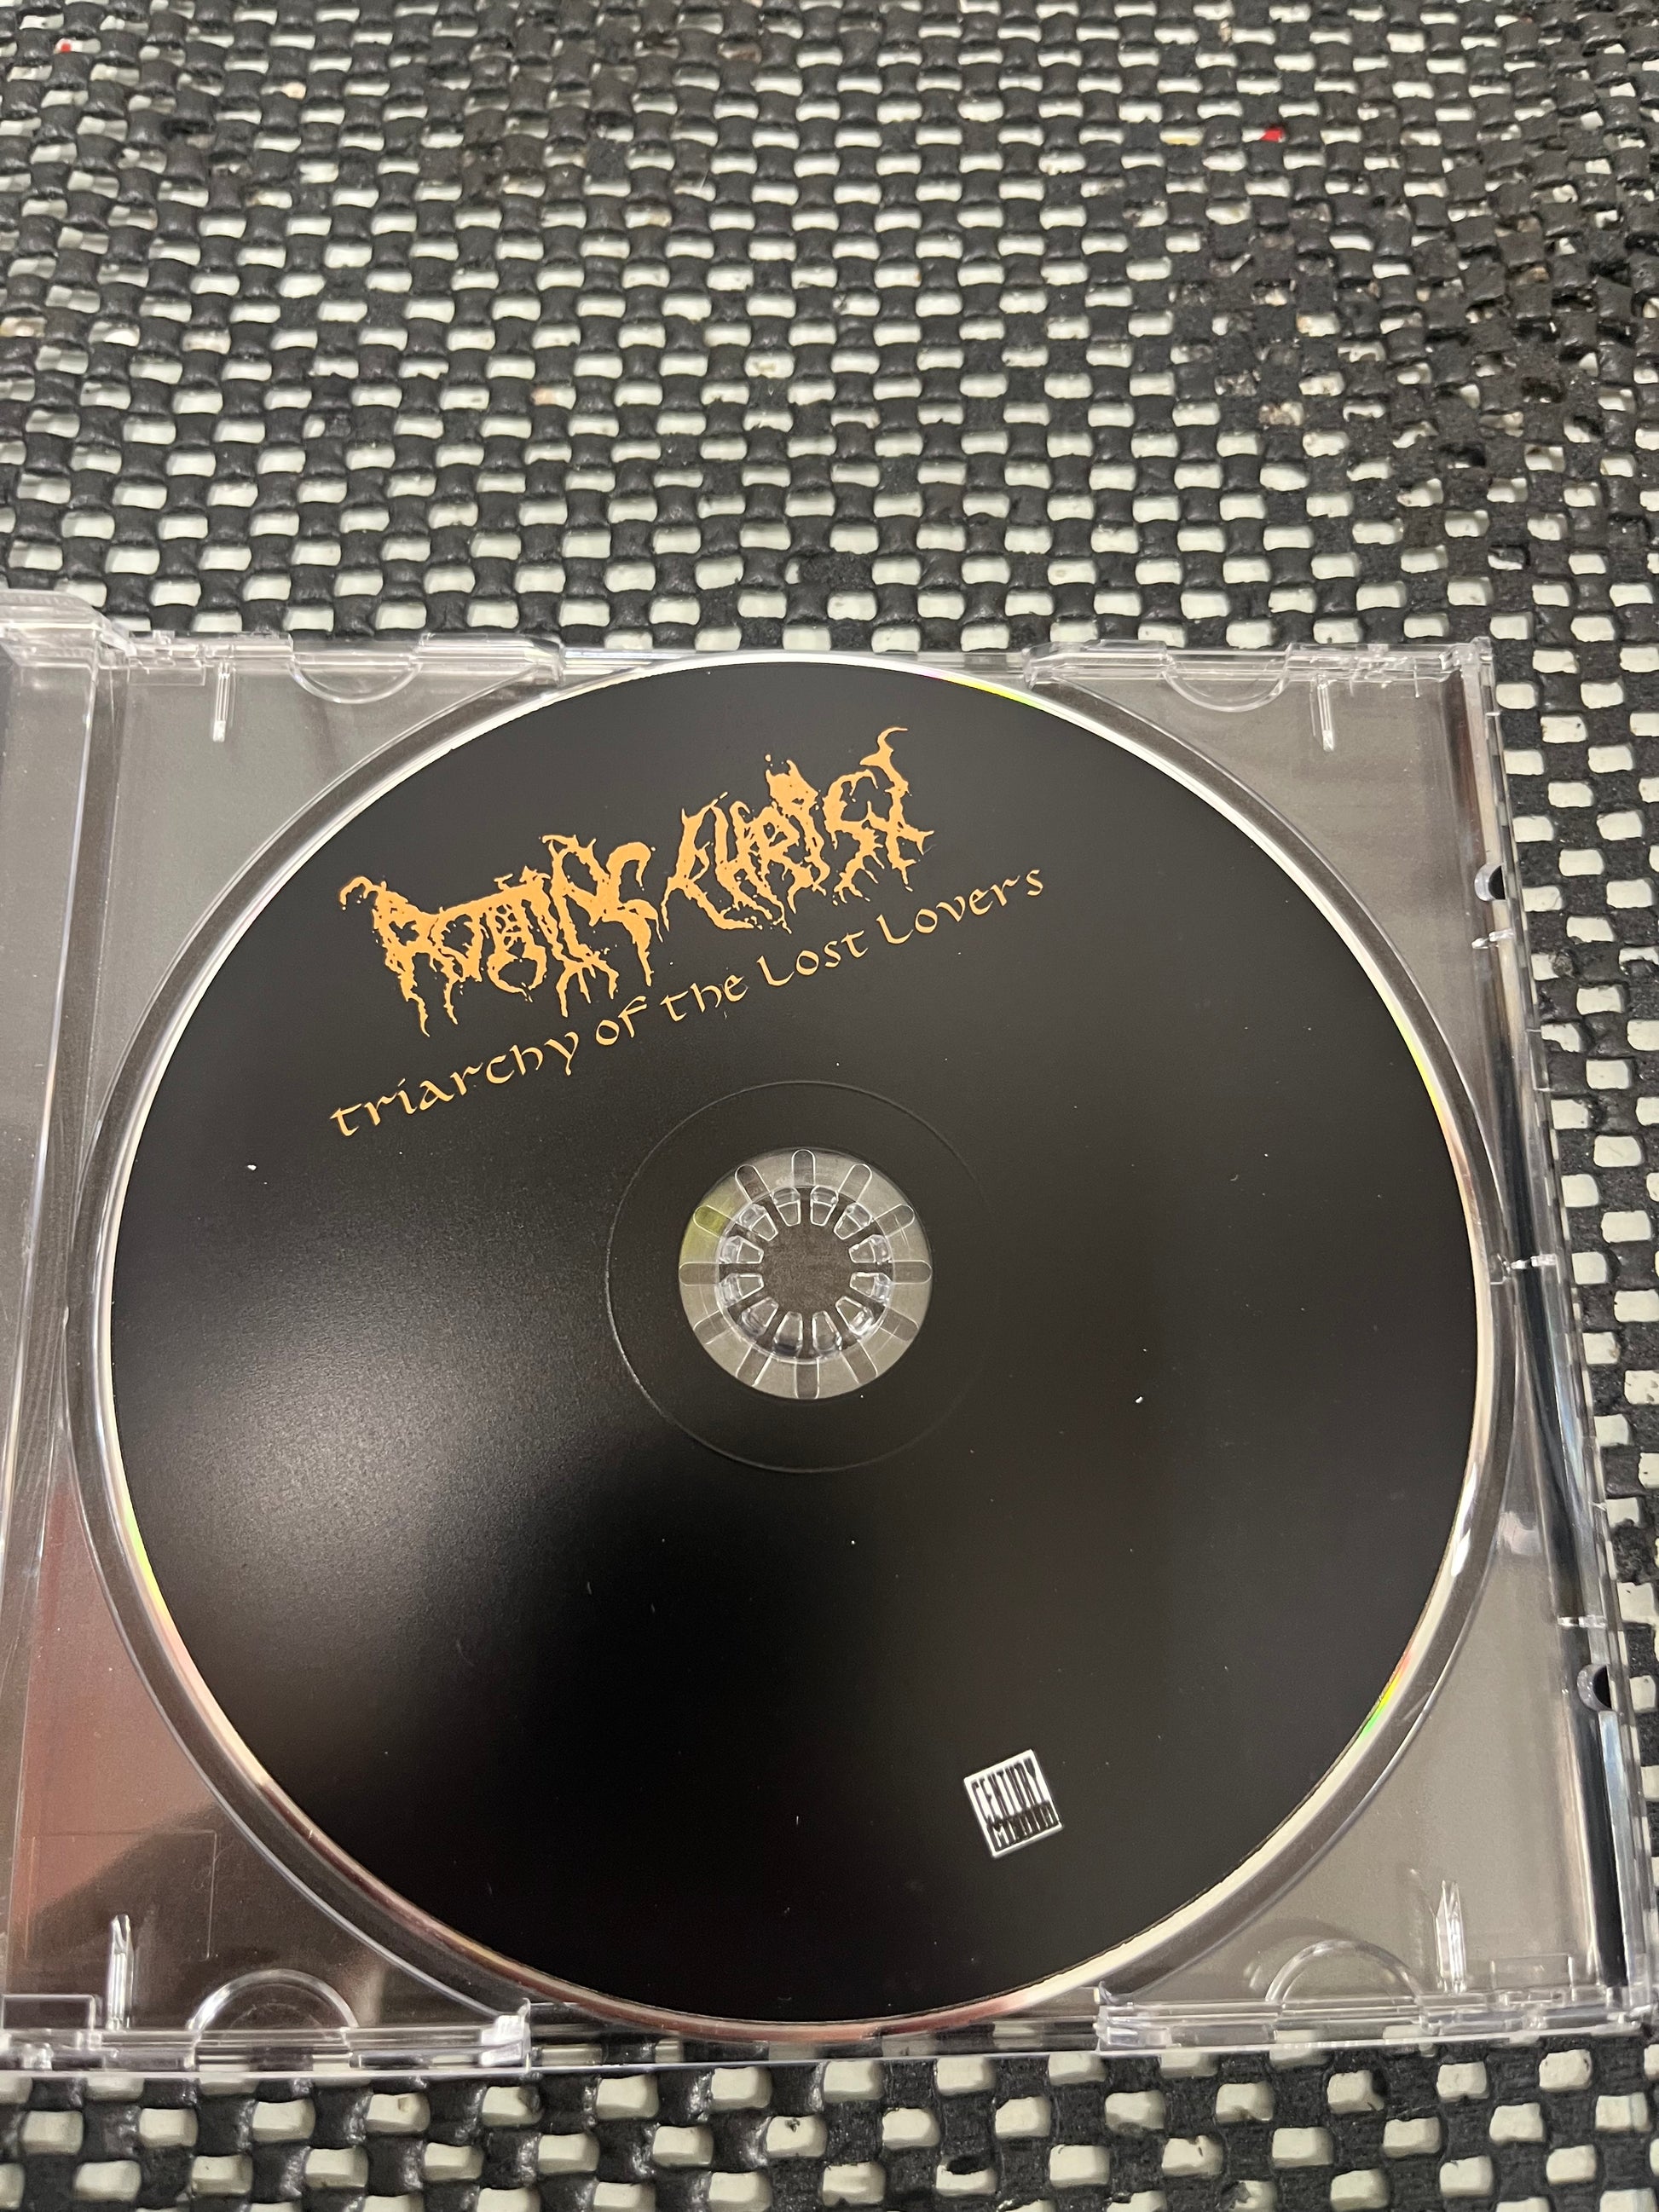 ROTTING CHRIST
triarchy of the Lost Lovers
CENTURY
MEDIA